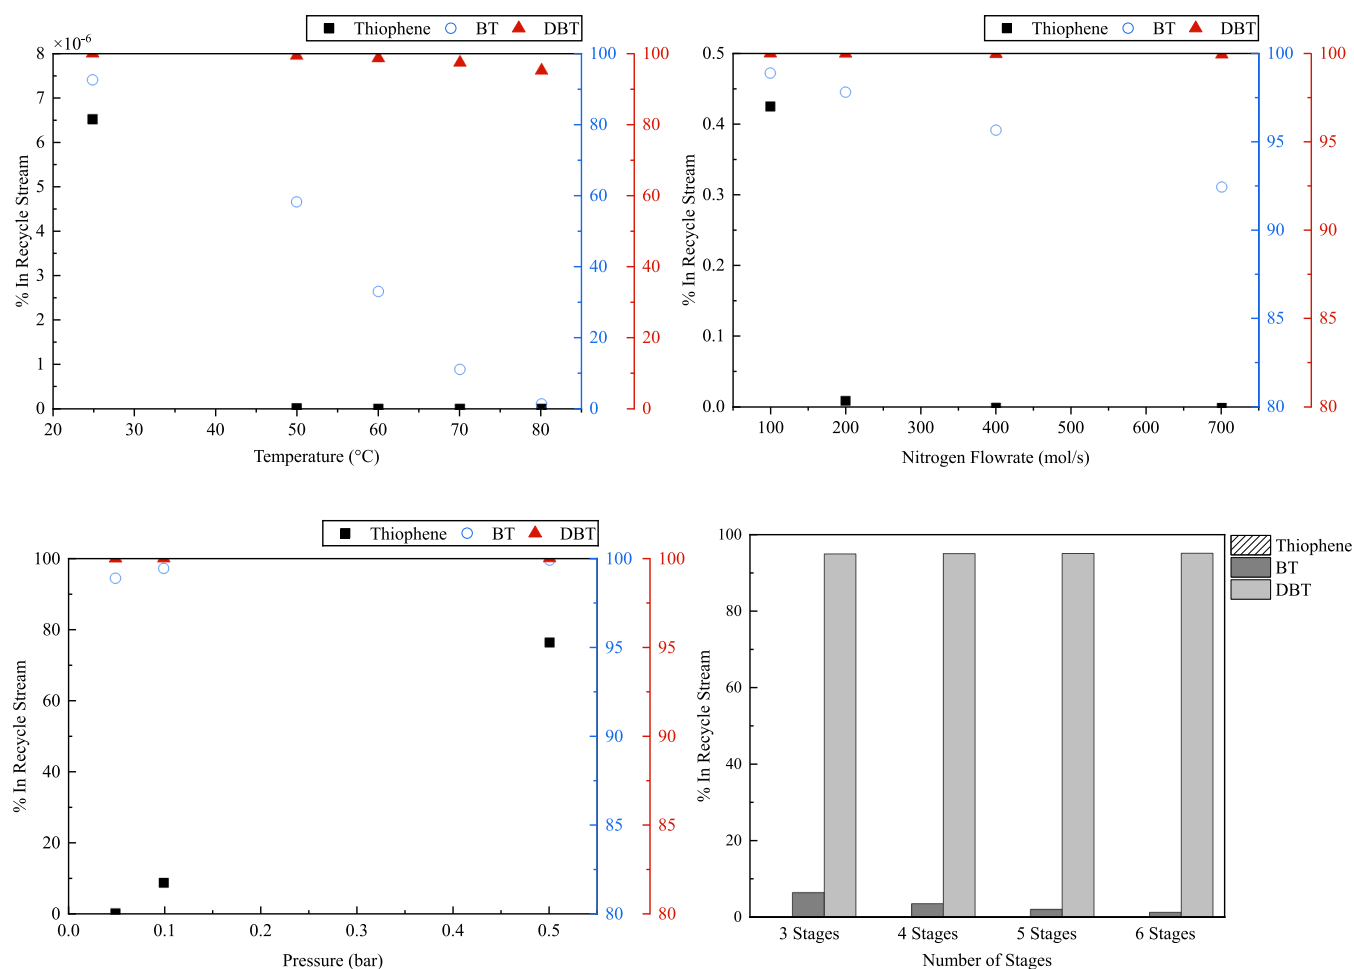 Thiophene BT DBT
×10⁻⁶
8 100 100
7
80 80
6
5
60 60
4
40 40
3
2
20 20
1
0 0 0
20 30 40 50 60 70 80
% In Recycle Stream
Temperature (°C)
Thiophene BT DBT
0.5 100 100
0.4
95 95
0.3
90 90
0.2
85 85
0.1
0.0 80 80
100 200 300 400 500 600 700
% In Recycle Stream
Nitrogen Flowrate (mol/s)
Thiophene BT DBT
100 100 100
80
95 95
60
90 90
40
85 85
20
0 80 80
0.0 0.1 0.2 0.3 0.4 0.5
% In Recycle Stream
Pressure (bar)
100
80
60
40
20
0
% In Recycle Stream
Thiophene
BT
DBT
3 Stages 4 Stages 5 Stages 6 Stages
Number of Stages